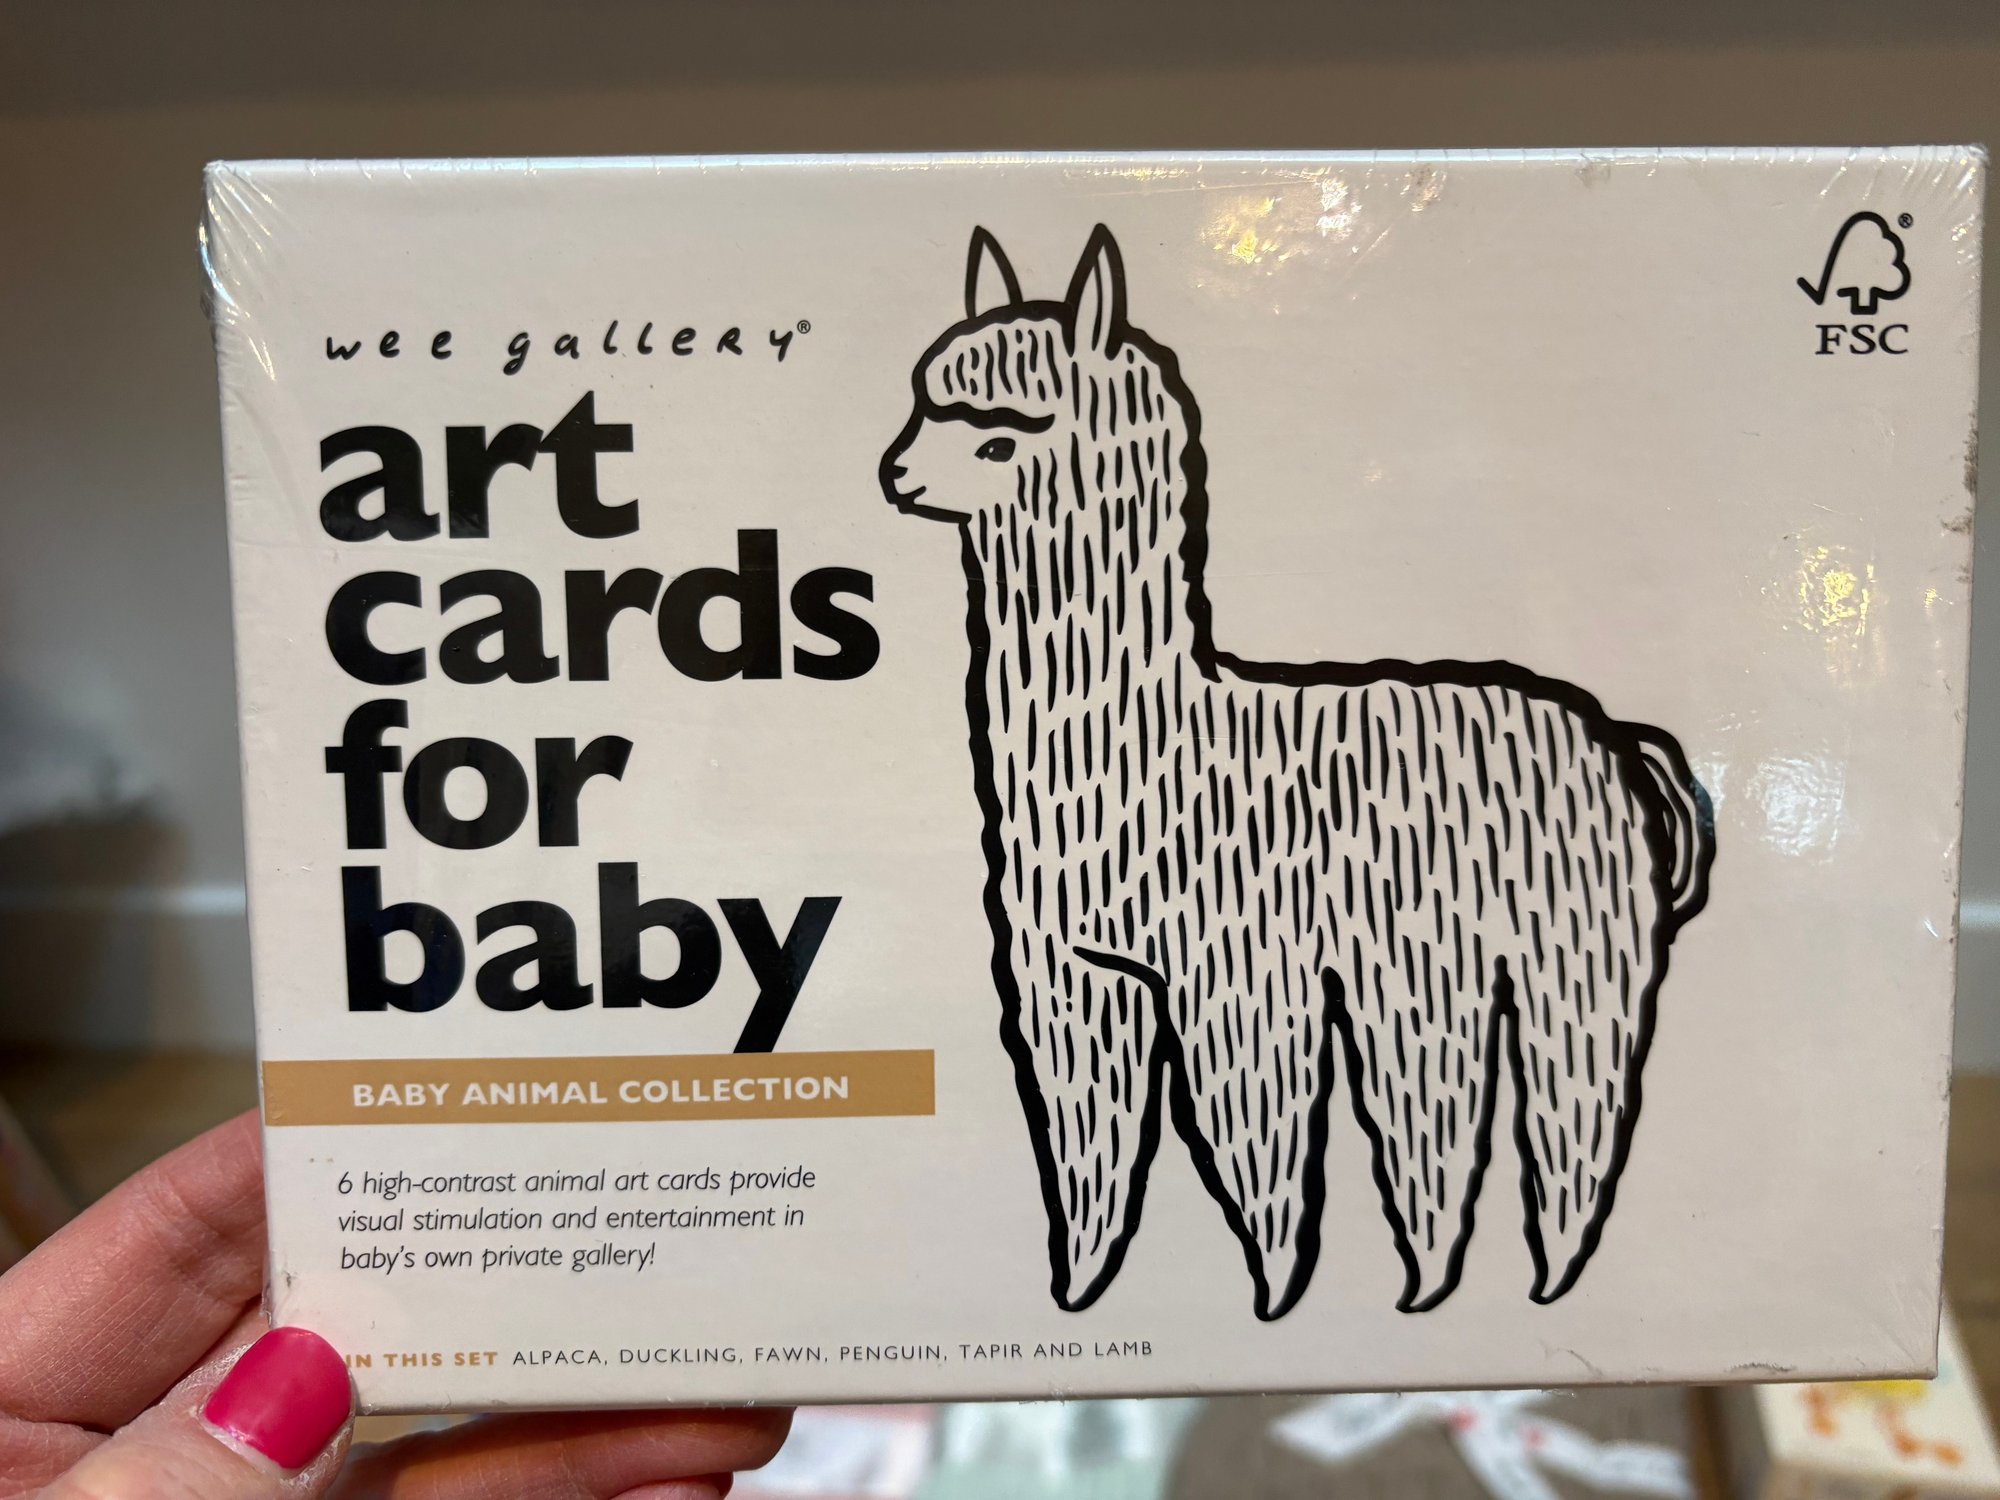 wee gallery®
art
cards
for
baby
BABY ANIMAL COLLECTION
6 high-contrast animal art cards provide
visual stimulation and entertainment in
baby's own private gallery!
IN THIS SET ALPACA, DUCKLING, FAWN, PENGUIN, TAPIR AND LAMB
®
FSC